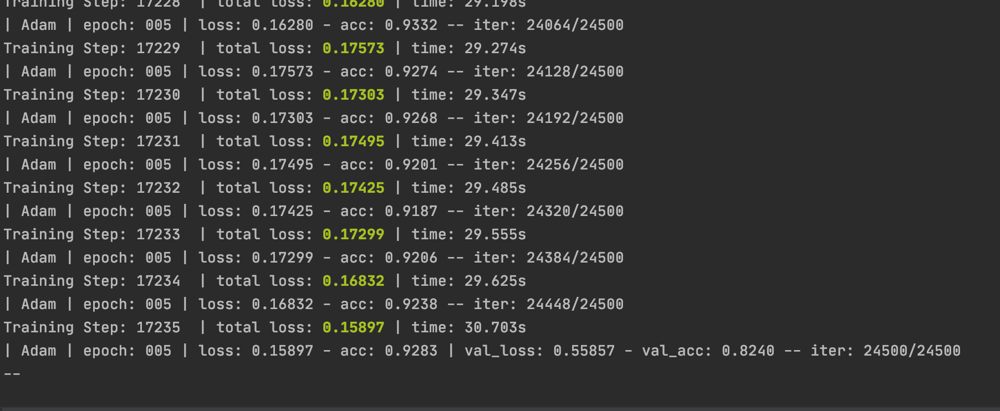 Training Step: 17228  | total loss: 0.16280 | time: 29.198s
| Adam | epoch: 005 | loss: 0.16280 - acc: 0.9332 -- iter: 24064/24500
Training Step: 17229  | total loss: 0.17573 | time: 29.274s
| Adam | epoch: 005 | loss: 0.17573 - acc: 0.9274 -- iter: 24128/24500
Training Step: 17230  | total loss: 0.17303 | time: 29.347s
| Adam | epoch: 005 | loss: 0.17303 - acc: 0.9268 -- iter: 24192/24500
Training Step: 17231  | total loss: 0.17495 | time: 29.413s
| Adam | epoch: 005 | loss: 0.17495 - acc: 0.9201 -- iter: 24256/24500
Training Step: 17232  | total loss: 0.17425 | time: 29.485s
| Adam | epoch: 005 | loss: 0.17425 - acc: 0.9187 -- iter: 24320/24500
Training Step: 17233  | total loss: 0.17299 | time: 29.555s
| Adam | epoch: 005 | loss: 0.17299 - acc: 0.9206 -- iter: 24384/24500
Training Step: 17234  | total loss: 0.16832 | time: 29.625s
| Adam | epoch: 005 | loss: 0.16832 - acc: 0.9238 -- iter: 24448/24500
Training Step: 17235  | total loss: 0.15897 | time: 30.703s
| Adam | epoch: 005 | loss: 0.15897 - acc: 0.9283 | val_loss: 0.55857 - val_acc: 0.8240 -- iter: 24500/24500
--